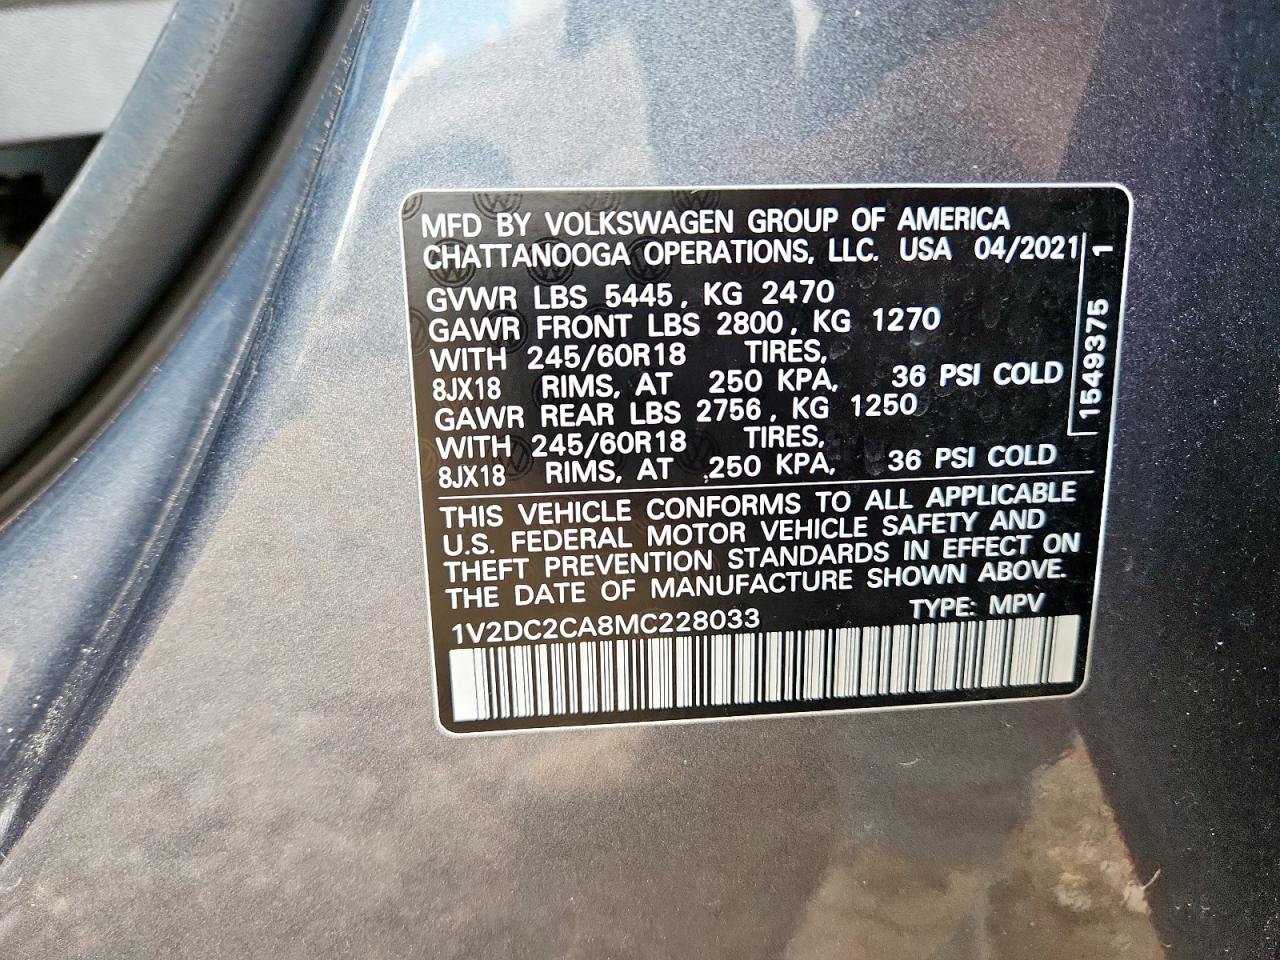 MFD BY VOLKSWAGEN GROUP OF AMERICA
CHATTANOOGA OPERATIONS, LLC. USA 04/2021
GVWR LBS 5445, KG 2470
GAWR FRONT LBS 2800, KG 1270
WITH 245/60R18 TIRES,
8JX18 RIMS, AT 250 KPA, 36 PSI COLD
GAWR REAR LBS 2756, KG 1250
WITH 245/60R18 TIRES,
8JX18 RIMS, AT 250 KPA, 36 PSI COLD
1549375 1
THIS VEHICLE CONFORMS TO ALL APPLICABLE
U.S. FEDERAL MOTOR VEHICLE SAFETY AND
THEFT PREVENTION STANDARDS IN EFFECT ON
THE DATE OF MANUFACTURE SHOWN ABOVE.
1V2DC2CA8MC228033 TYPE: MPV